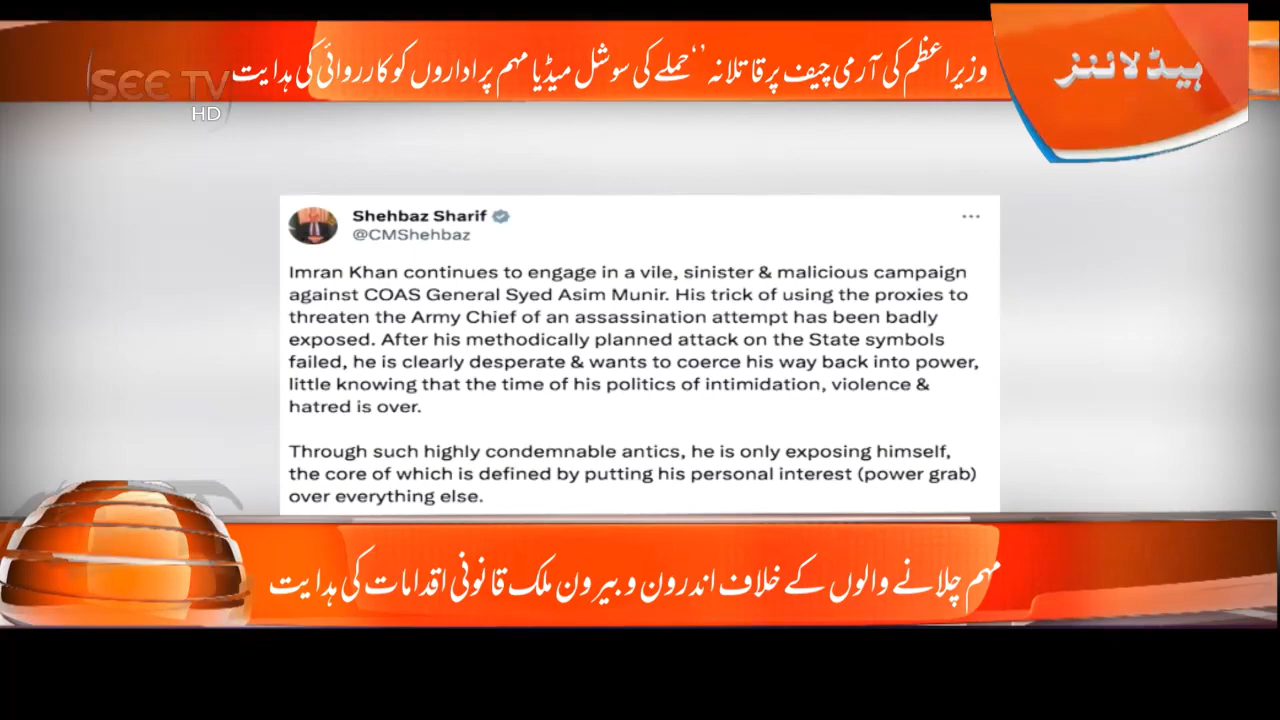 ہیڈلائنز
وزیراعظم کی آرمی چیف پر قاتلانہ ’‘ حملے کی سوشل میڈیا مہم پر اداروں کو کارروائی کی ہدایت
SEE TV
HD
Shehbaz Sharif
@CMShehbaz
Imran Khan continues to engage in a vile, sinister & malicious campaign
against COAS General Syed Asim Munir. His trick of using the proxies to
threaten the Army Chief of an assassination attempt has been badly
exposed. After his methodically planned attack on the State symbols
failed, he is clearly desperate & wants to coerce his way back into power,
little knowing that the time of his politics of intimidation, violence &
hatred is over.
Through such highly condemnable antics, he is only exposing himself,
the core of which is defined by putting his personal interest (power grab)
over everything else.
مہم چلانے والوں کے خلاف اندرون و بیرون ملک قانونی اقدامات کی ہدایت